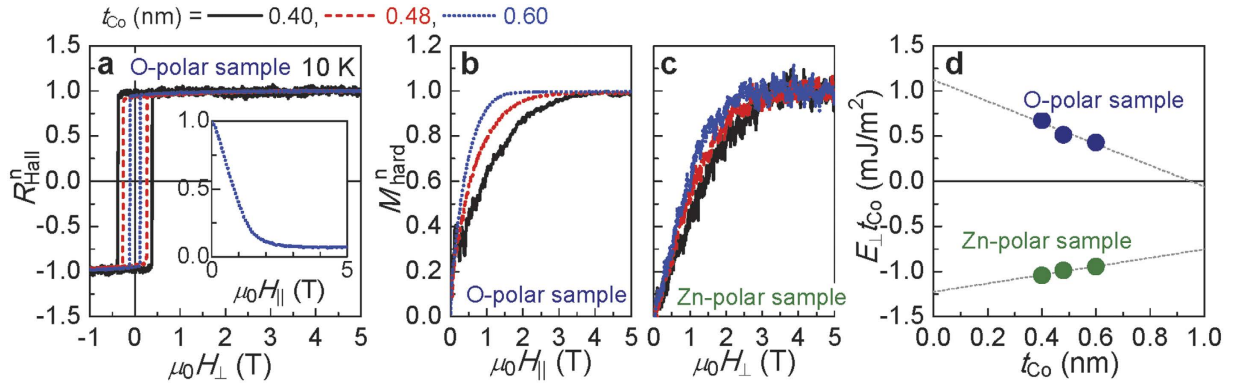 t_Co (nm) = 0.40, 0.48, 0.60
a O-polar sample 10 K
1.5
1.0
0.5
0.0
-0.5
-1.0
-1.5
R^n_Hall
-1 0 1 2 3 4 5
μ₀H⊥ (T)
1.0
0.5
0.0
0 5
μ₀H|| (T)
b
1.2
1.0
0.8
0.6
0.4
0.2
0.0
M^n_hard
O-polar sample
0 1 2 3 4 5
μ₀H|| (T)
c
Zn-polar sample
0 1 2 3 4 5
μ₀H⊥ (T)
d
1.5
1.0
0.5
0.0
-0.5
-1.0
-1.5
E⊥t_Co (mJ/m²)
O-polar sample
Zn-polar sample
0.0 0.2 0.4 0.6 0.8 1.0
t_Co (nm)